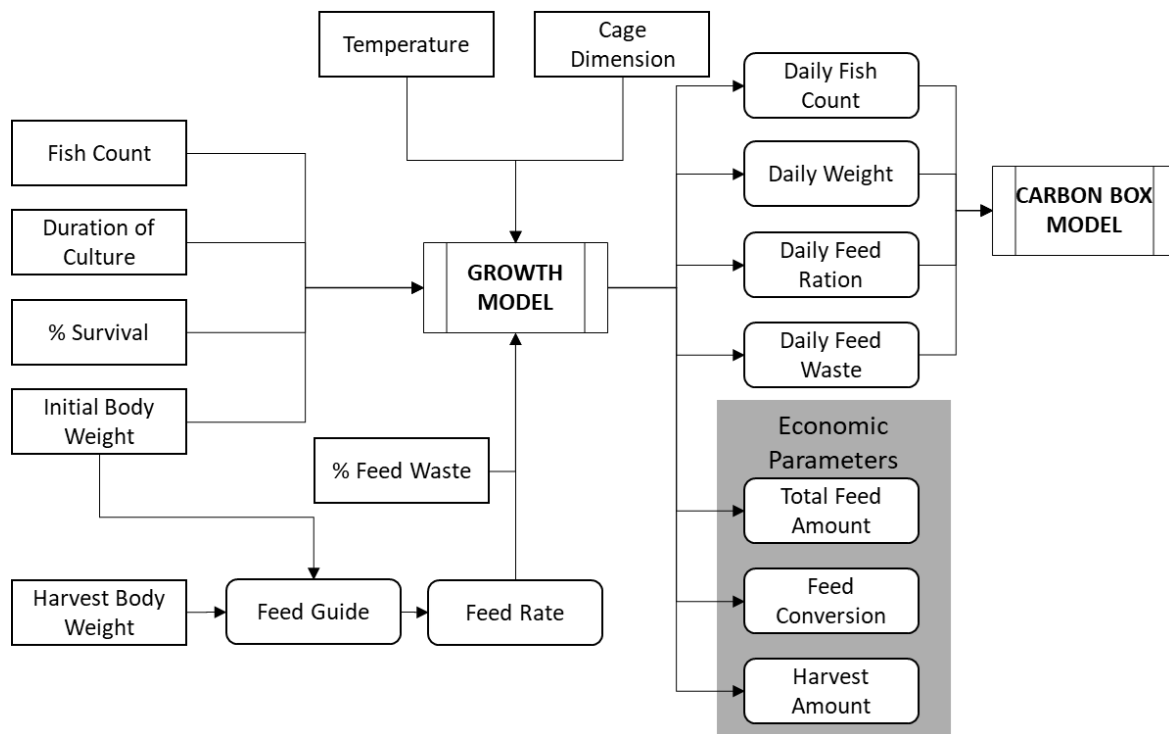 Temperature
Cage
Dimension
Fish Count
Duration of
Culture
% Survival
Initial Body
Weight
% Feed Waste
Harvest Body
Weight
Feed Guide
Feed Rate
GROWTH
MODEL
Daily Fish
Count
Daily Weight
Daily Feed
Ration
Daily Feed
Waste
CARBON BOX
MODEL
Economic
Parameters
Total Feed
Amount
Feed
Conversion
Harvest
Amount